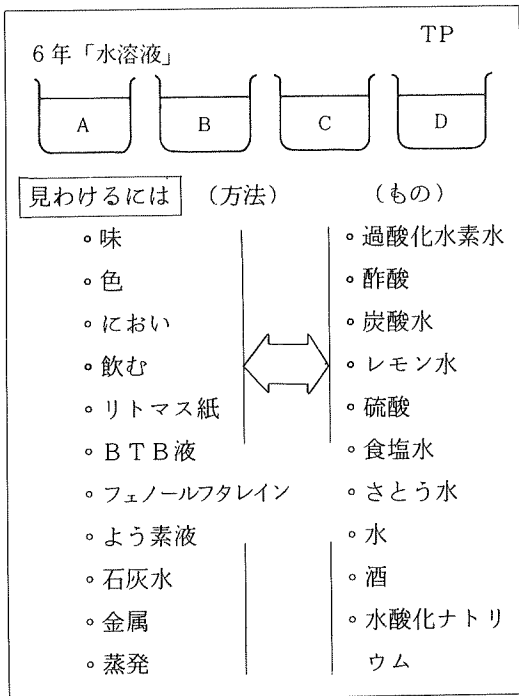 TP
6年「水溶液」
A B C D
見わけるには (方法) (もの)
∘味
∘色
∘におい
∘飲む
∘リトマス紙
∘BTB液
∘フェノールフタレイン
∘よう素液
∘石灰水
∘金属
∘蒸発
∘過酸化水素水
∘酢酸
∘炭酸水
∘レモン水
∘硫酸
∘食塩水
∘さとう水
∘水
∘酒
∘水酸化ナトリ
ウム